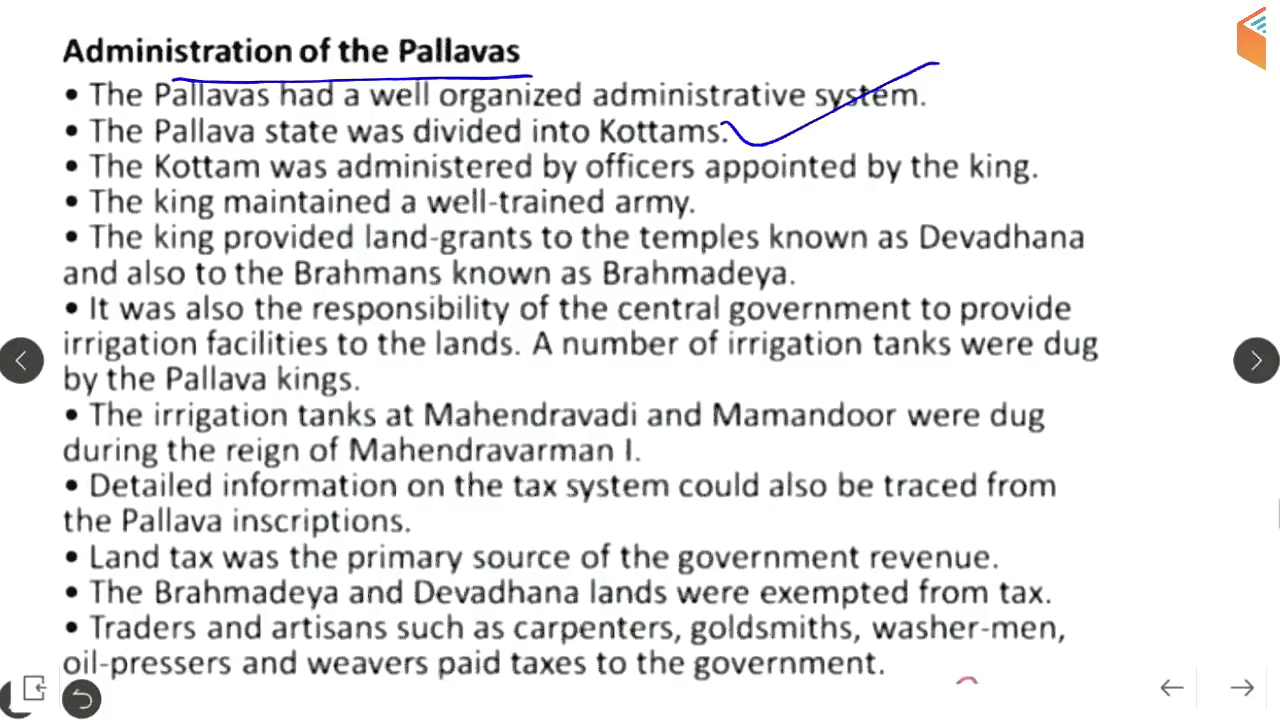 Administration of the Pallavas
• The Pallavas had a well organized administrative system.
• The Pallava state was divided into Kottams.
• The Kottam was administered by officers appointed by the king.
• The king maintained a well-trained army.
• The king provided land-grants to the temples known as Devadhana
and also to the Brahmans known as Brahmadeya.
• It was also the responsibility of the central government to provide
irrigation facilities to the lands. A number of irrigation tanks were dug
by the Pallava kings.
• The irrigation tanks at Mahendravadi and Mamandoor were dug
during the reign of Mahendravarman I.
• Detailed information on the tax system could also be traced from
the Pallava inscriptions.
• Land tax was the primary source of the government revenue.
• The Brahmadeya and Devadhana lands were exempted from tax.
• Traders and artisans such as carpenters, goldsmiths, washer-men,
oil-pressers and weavers paid taxes to the government.